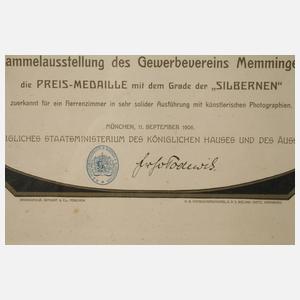 ammelausstellung des Gewerbevereins Memminge
die PREIS-MEDAILLE mit dem Grade der „SILBERNEN"
zuerkannt für ein Herrenzimmer in sehr solider Ausführung mit künstlerischen Photographien.
MÜNCHEN, 11. SEPTEMBER 1906.
NIGLICHES STAATSMINISTERIUM DES KÖNIGLICHEN HAUSES UND DES ÄUSS